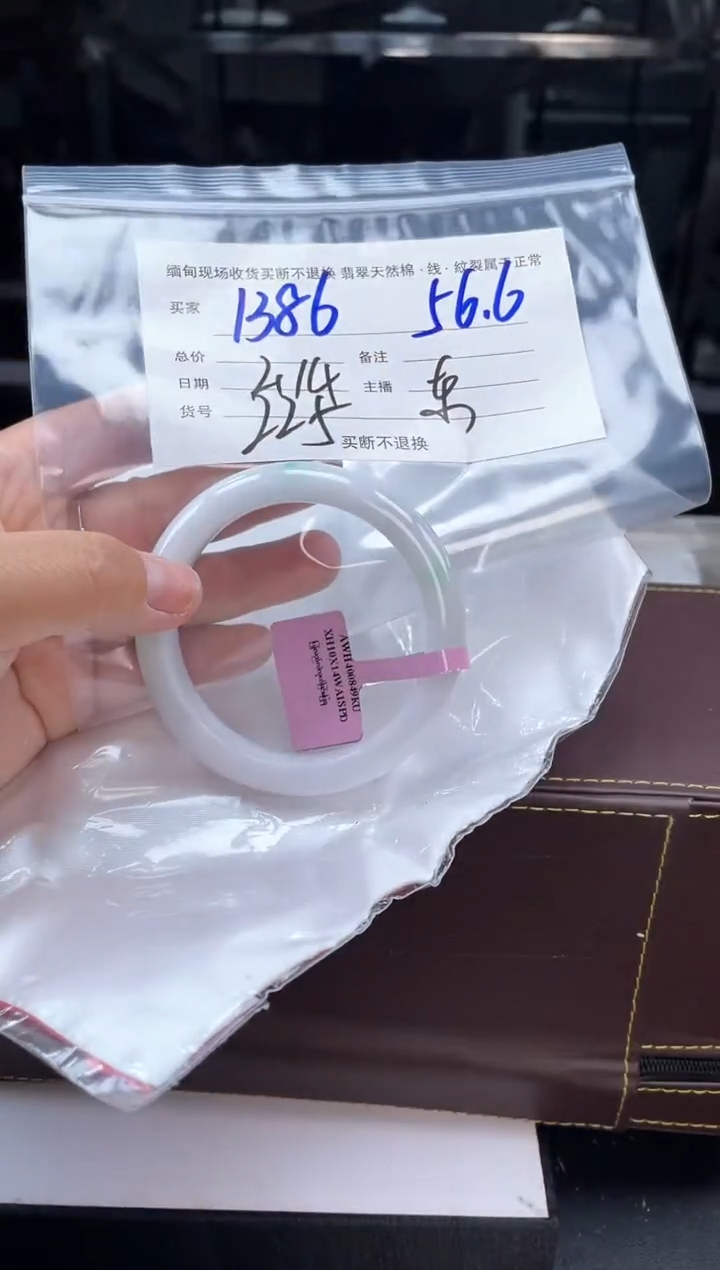 缅甸现场收货买断不退换 翡翠天然棉·线·纹裂属于正常
买家 1386 56.6
总价 备注
日期 主播
货号
买断不退换
AWH400849KU
XH10X14WA1SPD